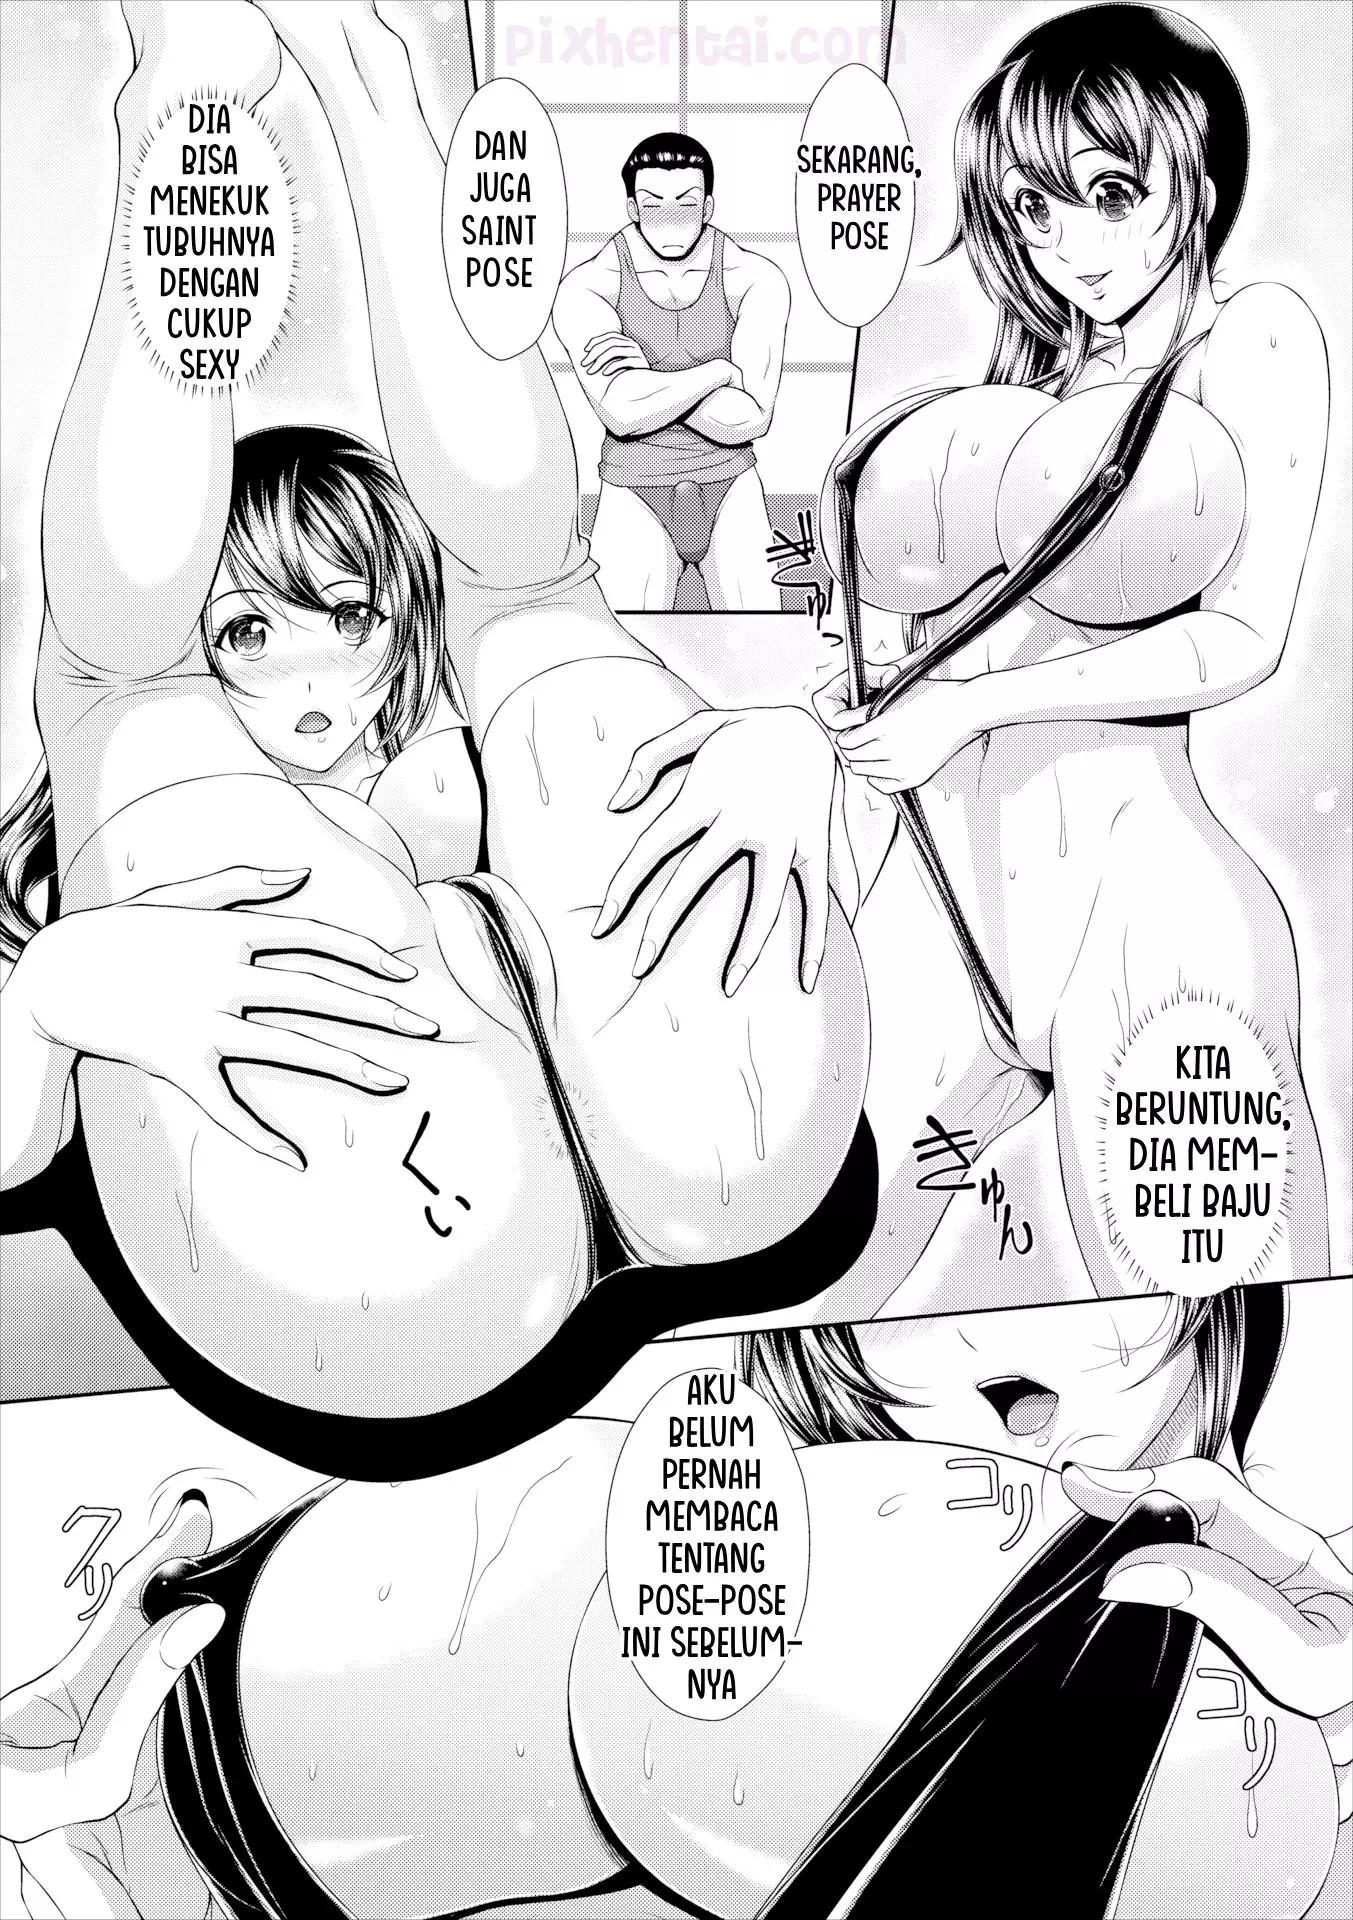 pixhentai.com
SEKARANG,
PRAYER
POSE
DAN
JUGA
SAINT
POSE
DIA
BISA
MENEKUK
TUBUHNYA
DENGAN
CUKUP
SEXY
ぎゅっ
KITA
BERUNTUNG,
DIA MEM-
BELI BAJU
ITU
きゅん
くぃ
AKU
BELUM
PERNAH
MEMBACA
TENTANG
POSE-POSE
INI SEBELUM-
NYA
コリ
コリ
クリ